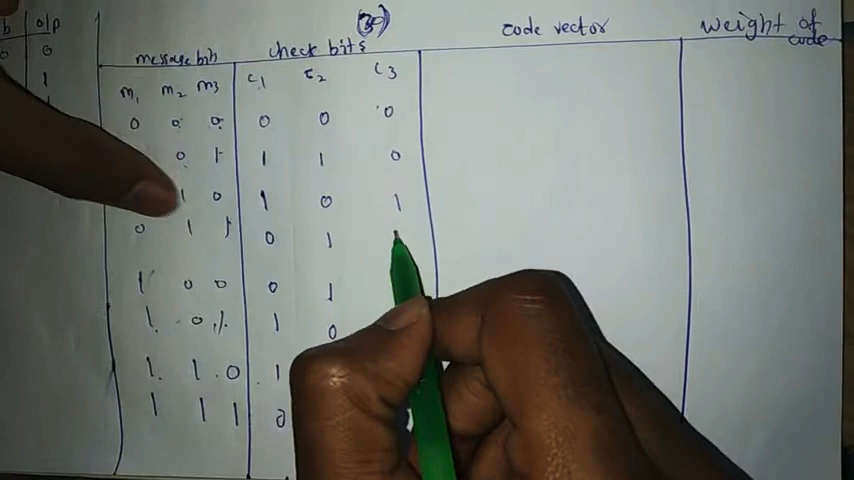 b o/p
0 0
1
(30)
message bit check bits code vector weight of code
m1 m2 m3 c1 c2 c3
0 0 0 0 0 0
0 1 1 1 0
1 0 1 0 1
0 1 1 0 1
1 0 0 0 1
1 0 1 1 0
1 1 0 1
1 1 1 0